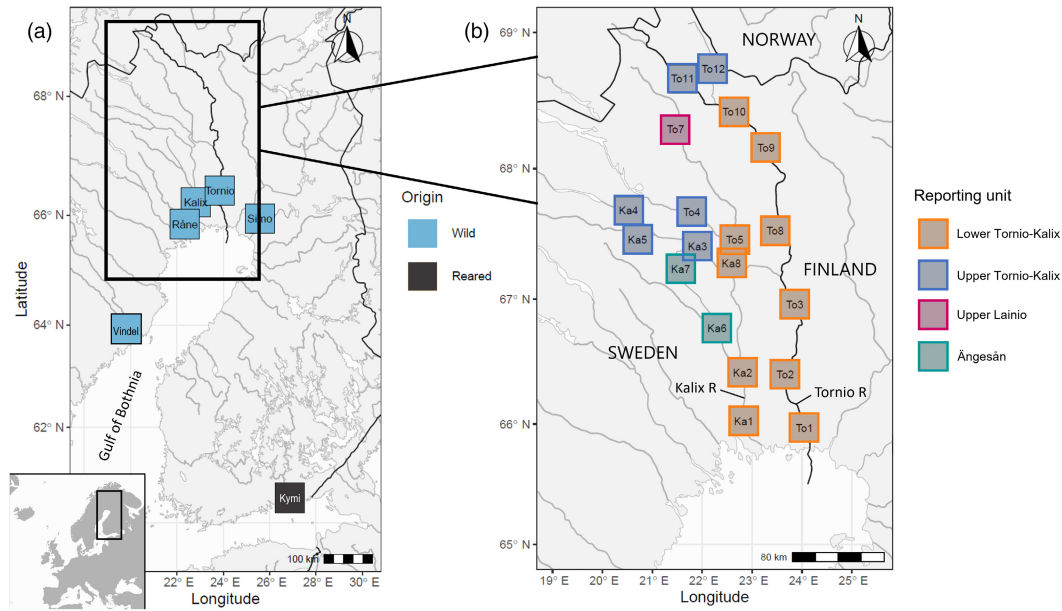 (a)
N
68° N
66° N
64° N
62° N
Latitude
Tornio
Kalix
Råne
Simo
Vindel
Kymi
Gulf of Bothnia
100 km
22° E
24° E
26° E
28° E
30° E
Longitude
Origin
Wild
Reared
(b)
N
69° N
68° N
67° N
66° N
65° N
NORWAY
FINLAND
SWEDEN
To12
To11
To10
To7
To9
Ka4
To4
Ka5
Ka3
To5
To8
Ka7
Ka8
To3
Ka6
Ka2
To2
Kalix R
Tornio R
Ka1
To1
80 km
19° E
20° E
21° E
22° E
23° E
24° E
25° E
Longitude
Reporting unit
Lower Tornio-Kalix
Upper Tornio-Kalix
Upper Lainio
Ängesån